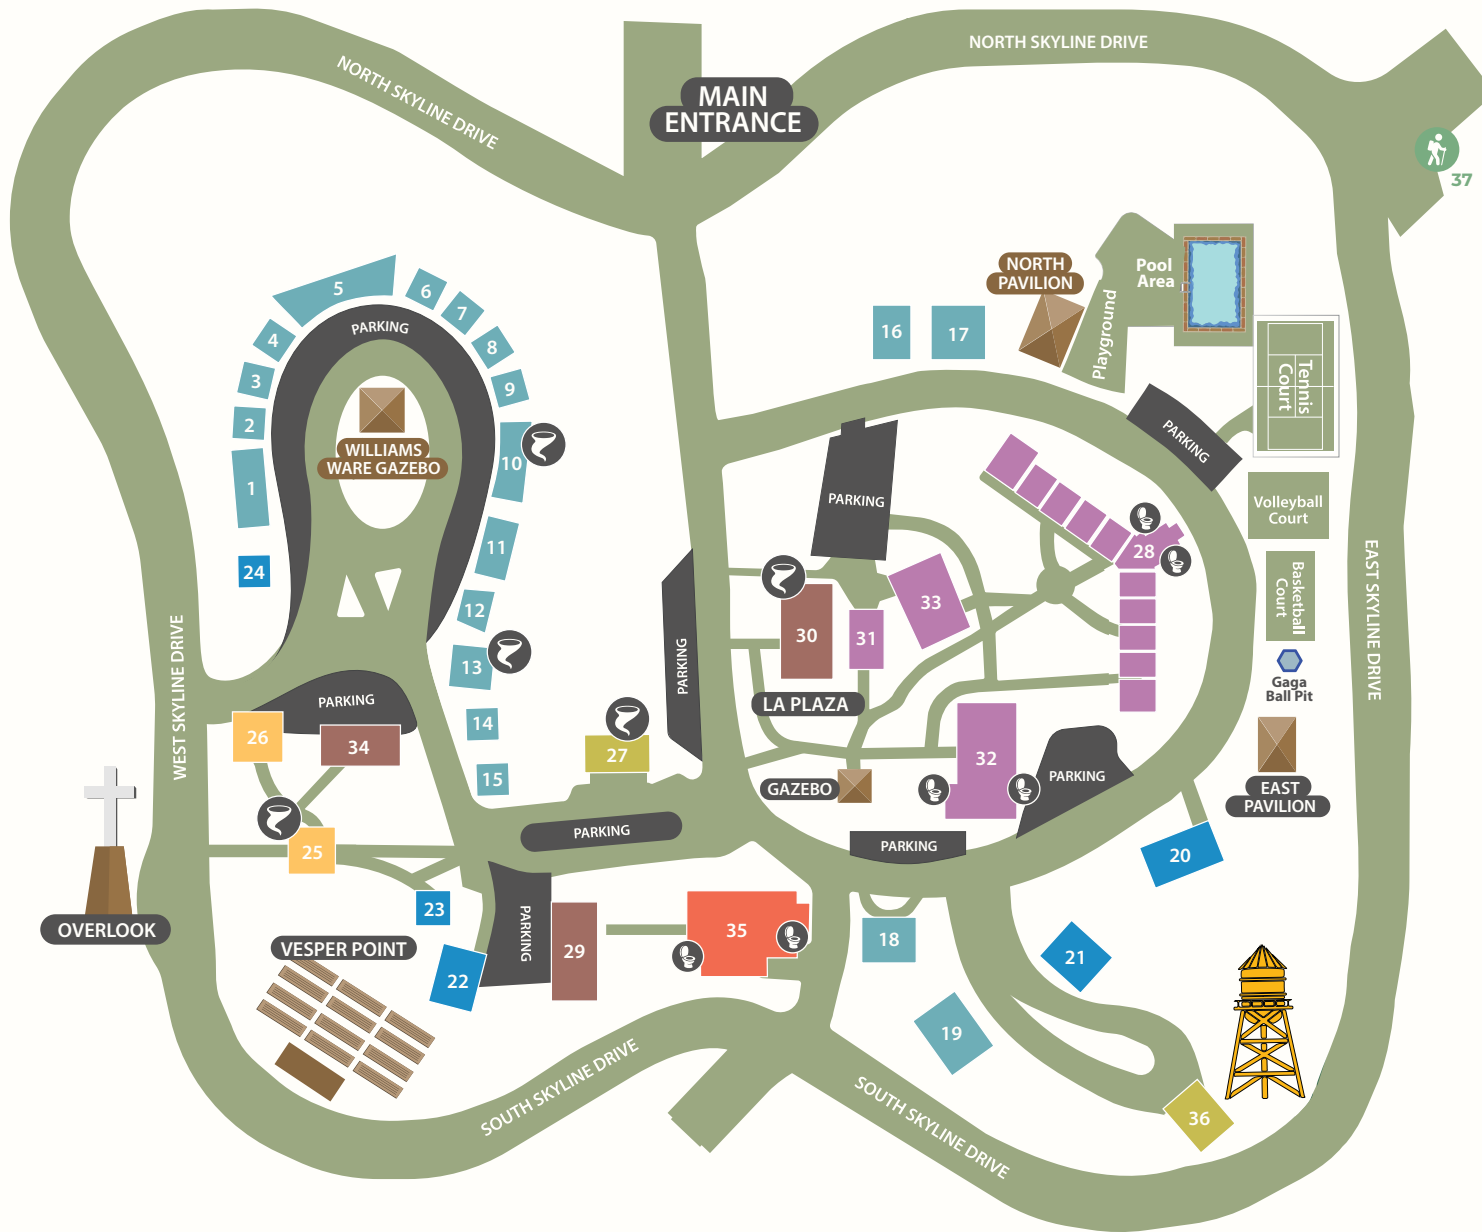 NORTH SKYLINE DRIVE
NORTH SKYLINE DRIVE
MAIN
ENTRANCE
37
NORTH
PAVILION
Pool
Area
Playground
5
6
7
4
8
3
9
2
1
10
PARKING
WILLIAMS
WARE GAZEBO
16
17
Tennis
Court
PARKING
PARKING
Volleyball
Court
28
11
24
12
13
14
15
33
30
31
PARKING
LA PLAZA
Basketball
Court
Gaga
Ball Pit
EAST SKYLINE DRIVE
WEST SKYLINE DRIVE
PARKING
26
34
27
32
GAZEBO
PARKING
EAST
PAVILION
PARKING
PARKING
25
20
23
OVERLOOK
VESPER POINT
22
PARKING
29
35
18
21
19
36
SOUTH SKYLINE DRIVE
SOUTH SKYLINE DRIVE